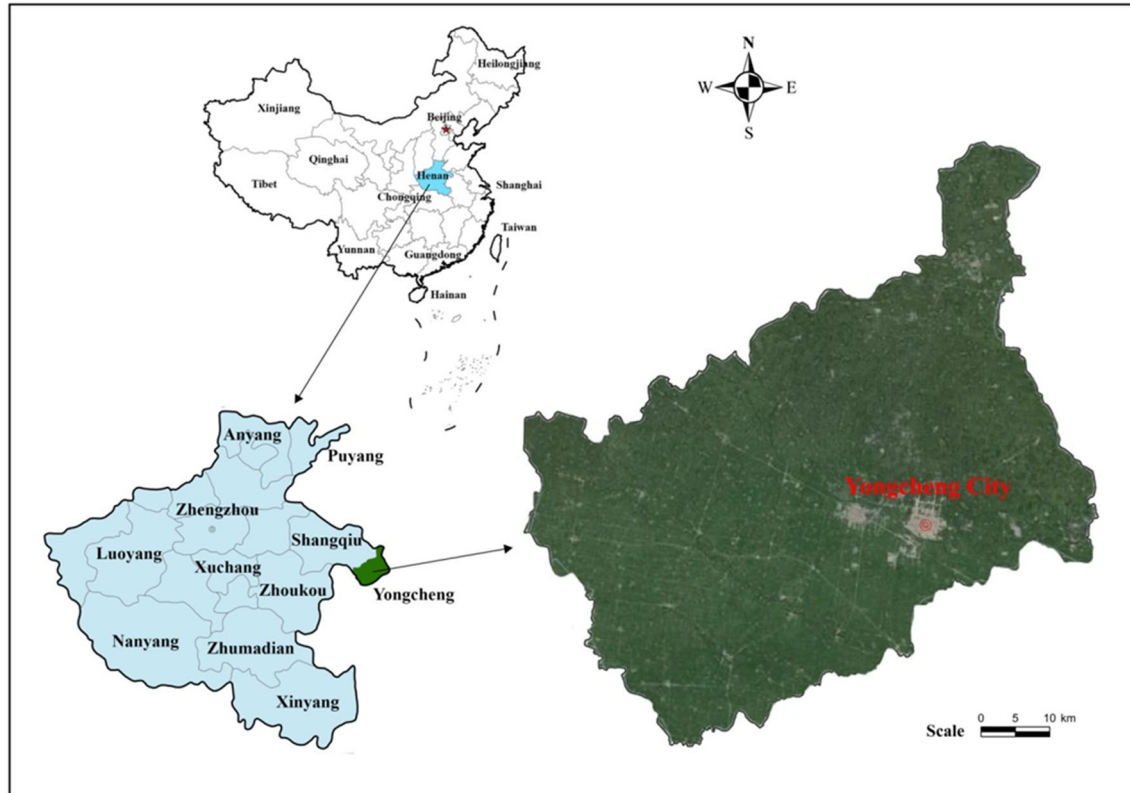 Heilongjiang
Xinjiang
Beijing
Qinghai
Henan
Tibet
Shanghai
Chongqing
Taiwan
Yunnan
Guangdong
Hainan
N
W
E
S
Anyang
Puyang
Zhengzhou
Shangqiu
Luoyang
Xuchang
Zhoukou
Yongcheng
Nanyang
Zhumadian
Xinyang
Yongcheng City
Scale
0 5 10 km